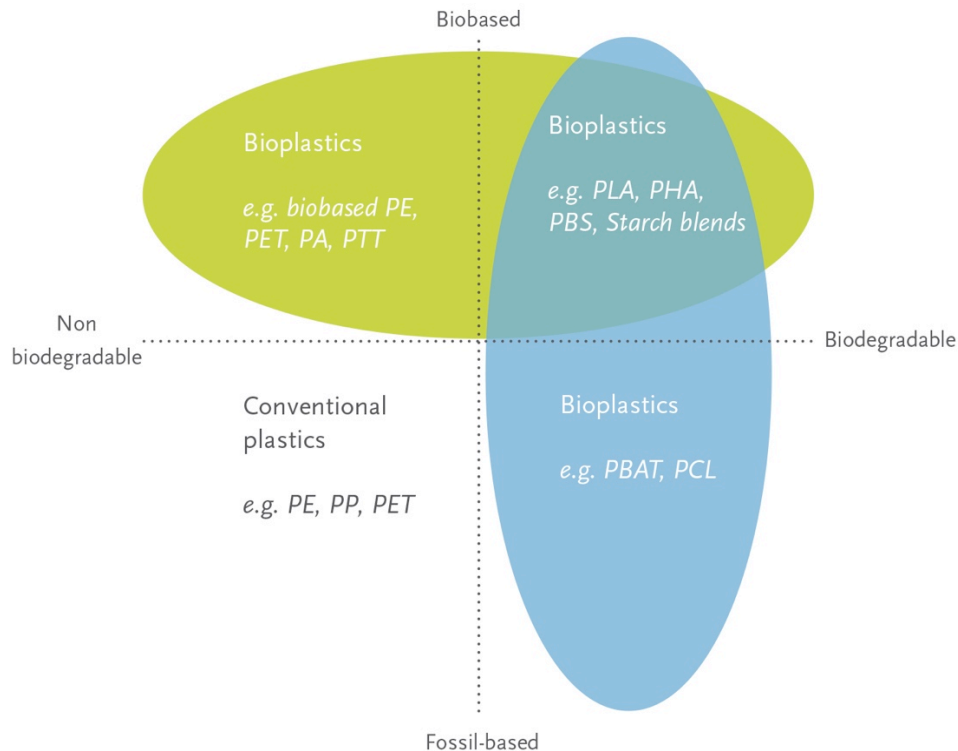 Biobased
Bioplastics
e.g. biobased PE,
PET, PA, PTT
Bioplastics
e.g. PLA, PHA,
PBS, Starch blends
Non
biodegradable
Biodegradable
Conventional
plastics
e.g. PE, PP, PET
Bioplastics
e.g. PBAT, PCL
Fossil-based